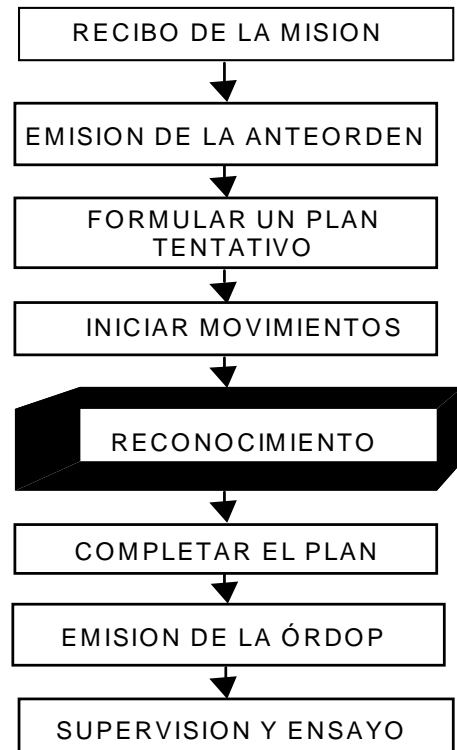 RECIBO DE LA MISION
EMISION DE LA ANTEORDEN
FORMULAR UN PLAN
TENTATIVO
INICIAR MOVIMIENTOS
RECONOCIMIENTO
COMPLETAR EL PLAN
EMISION DE LA ÓRDOP
SUPERVISION Y ENSAYO